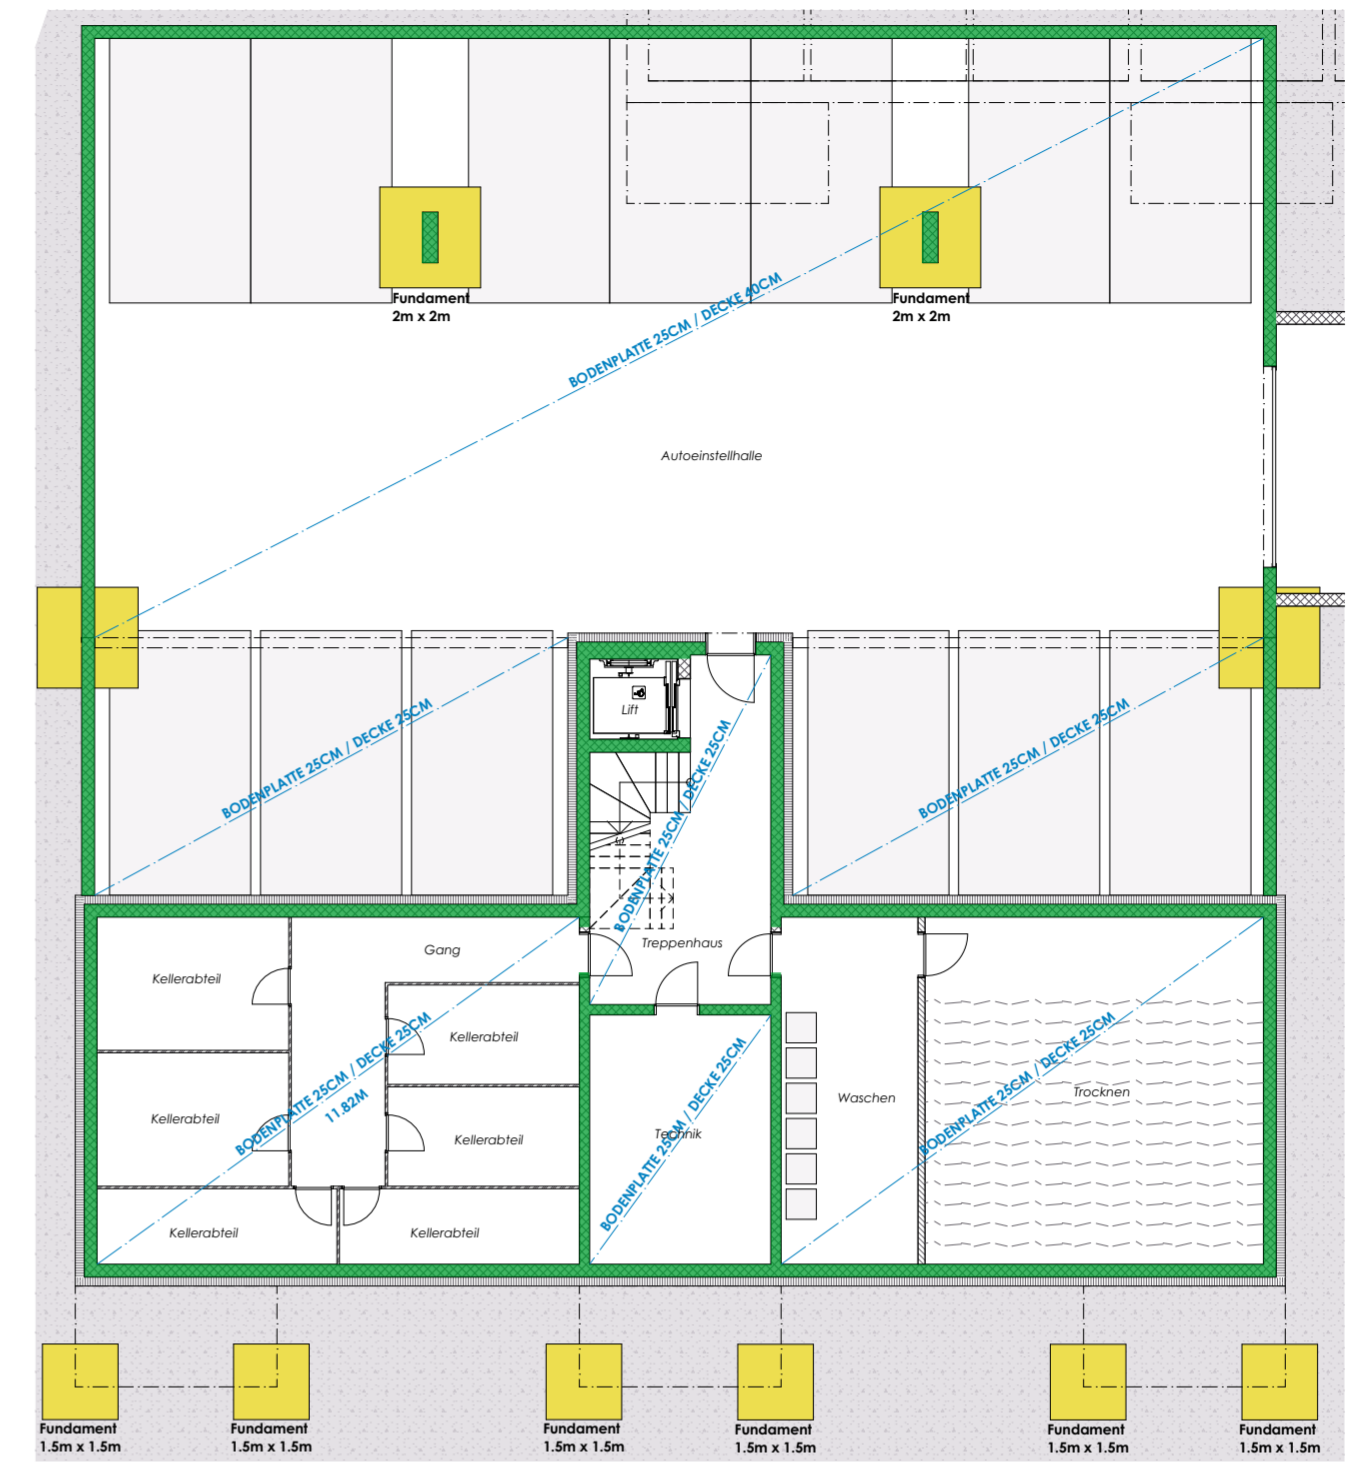 Fundament
2m x 2m
Fundament
2m x 2m
BODENPLATTE 25CM / DECKE 40CM
Autoeinstellhalle
BODENPLATTE 25CM / DECKE 25CM
Lift
BODENPLATTE 25CM / DECKE 25CM
BODENPLATTE 25CM / DECKE 25CM
Gang
Treppenhaus
Kellerabteil
Kellerabteil
BODENPLATTE 25CM / DECKE 25CM
11.82M
Kellerabteil
Kellerabteil
Kellerabteil
Kellerabteil
BODENPLATTE 25CM / DECKE 25CM
Technik
Waschen
BODENPLATTE 25CM / DECKE 25CM
Trocknen
Fundament
1.5m x 1.5m
Fundament
1.5m x 1.5m
Fundament
1.5m x 1.5m
Fundament
1.5m x 1.5m
Fundament
1.5m x 1.5m
Fundament
1.5m x 1.5m